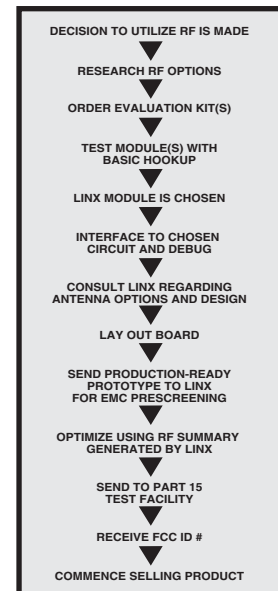 DECISION TO UTILIZE RF IS MADE
RESEARCH RF OPTIONS
ORDER EVALUATION KIT(S)
TEST MODULE(S) WITH
BASIC HOOKUP
LINX MODULE IS CHOSEN
INTERFACE TO CHOSEN
CIRCUIT AND DEBUG
CONSULT LINX REGARDING
ANTENNA OPTIONS AND DESIGN
LAY OUT BOARD
SEND PRODUCTION-READY
PROTOTYPE TO LINX
FOR EMC PRESCREENING
OPTIMIZE USING RF SUMMARY
GENERATED BY LINX
SEND TO PART 15
TEST FACILITY
RECEIVE FCC ID #
COMMENCE SELLING PRODUCT